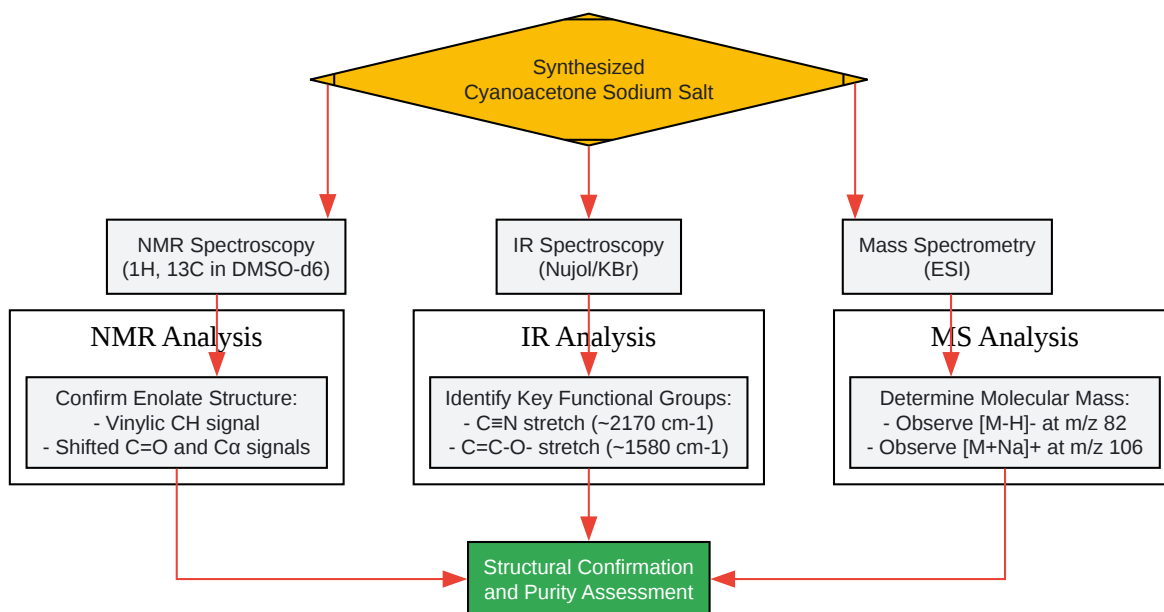 Synthesized
Cyanoacetone Sodium Salt
NMR Spectroscopy
(1H, 13C in DMSO-d6)
IR Spectroscopy
(Nujol/KBr)
Mass Spectrometry
(ESI)
NMR Analysis
IR Analysis
MS Analysis
Confirm Enolate Structure:
- Vinylic CH signal
- Shifted C=O and Cα signals
Identify Key Functional Groups:
- C≡N stretch (~2170 cm-1)
- C=C-O- stretch (~1580 cm-1)
Determine Molecular Mass:
- Observe [M-H]- at m/z 82
- Observe [M+Na]+ at m/z 106
Structural Confirmation
and Purity Assessment